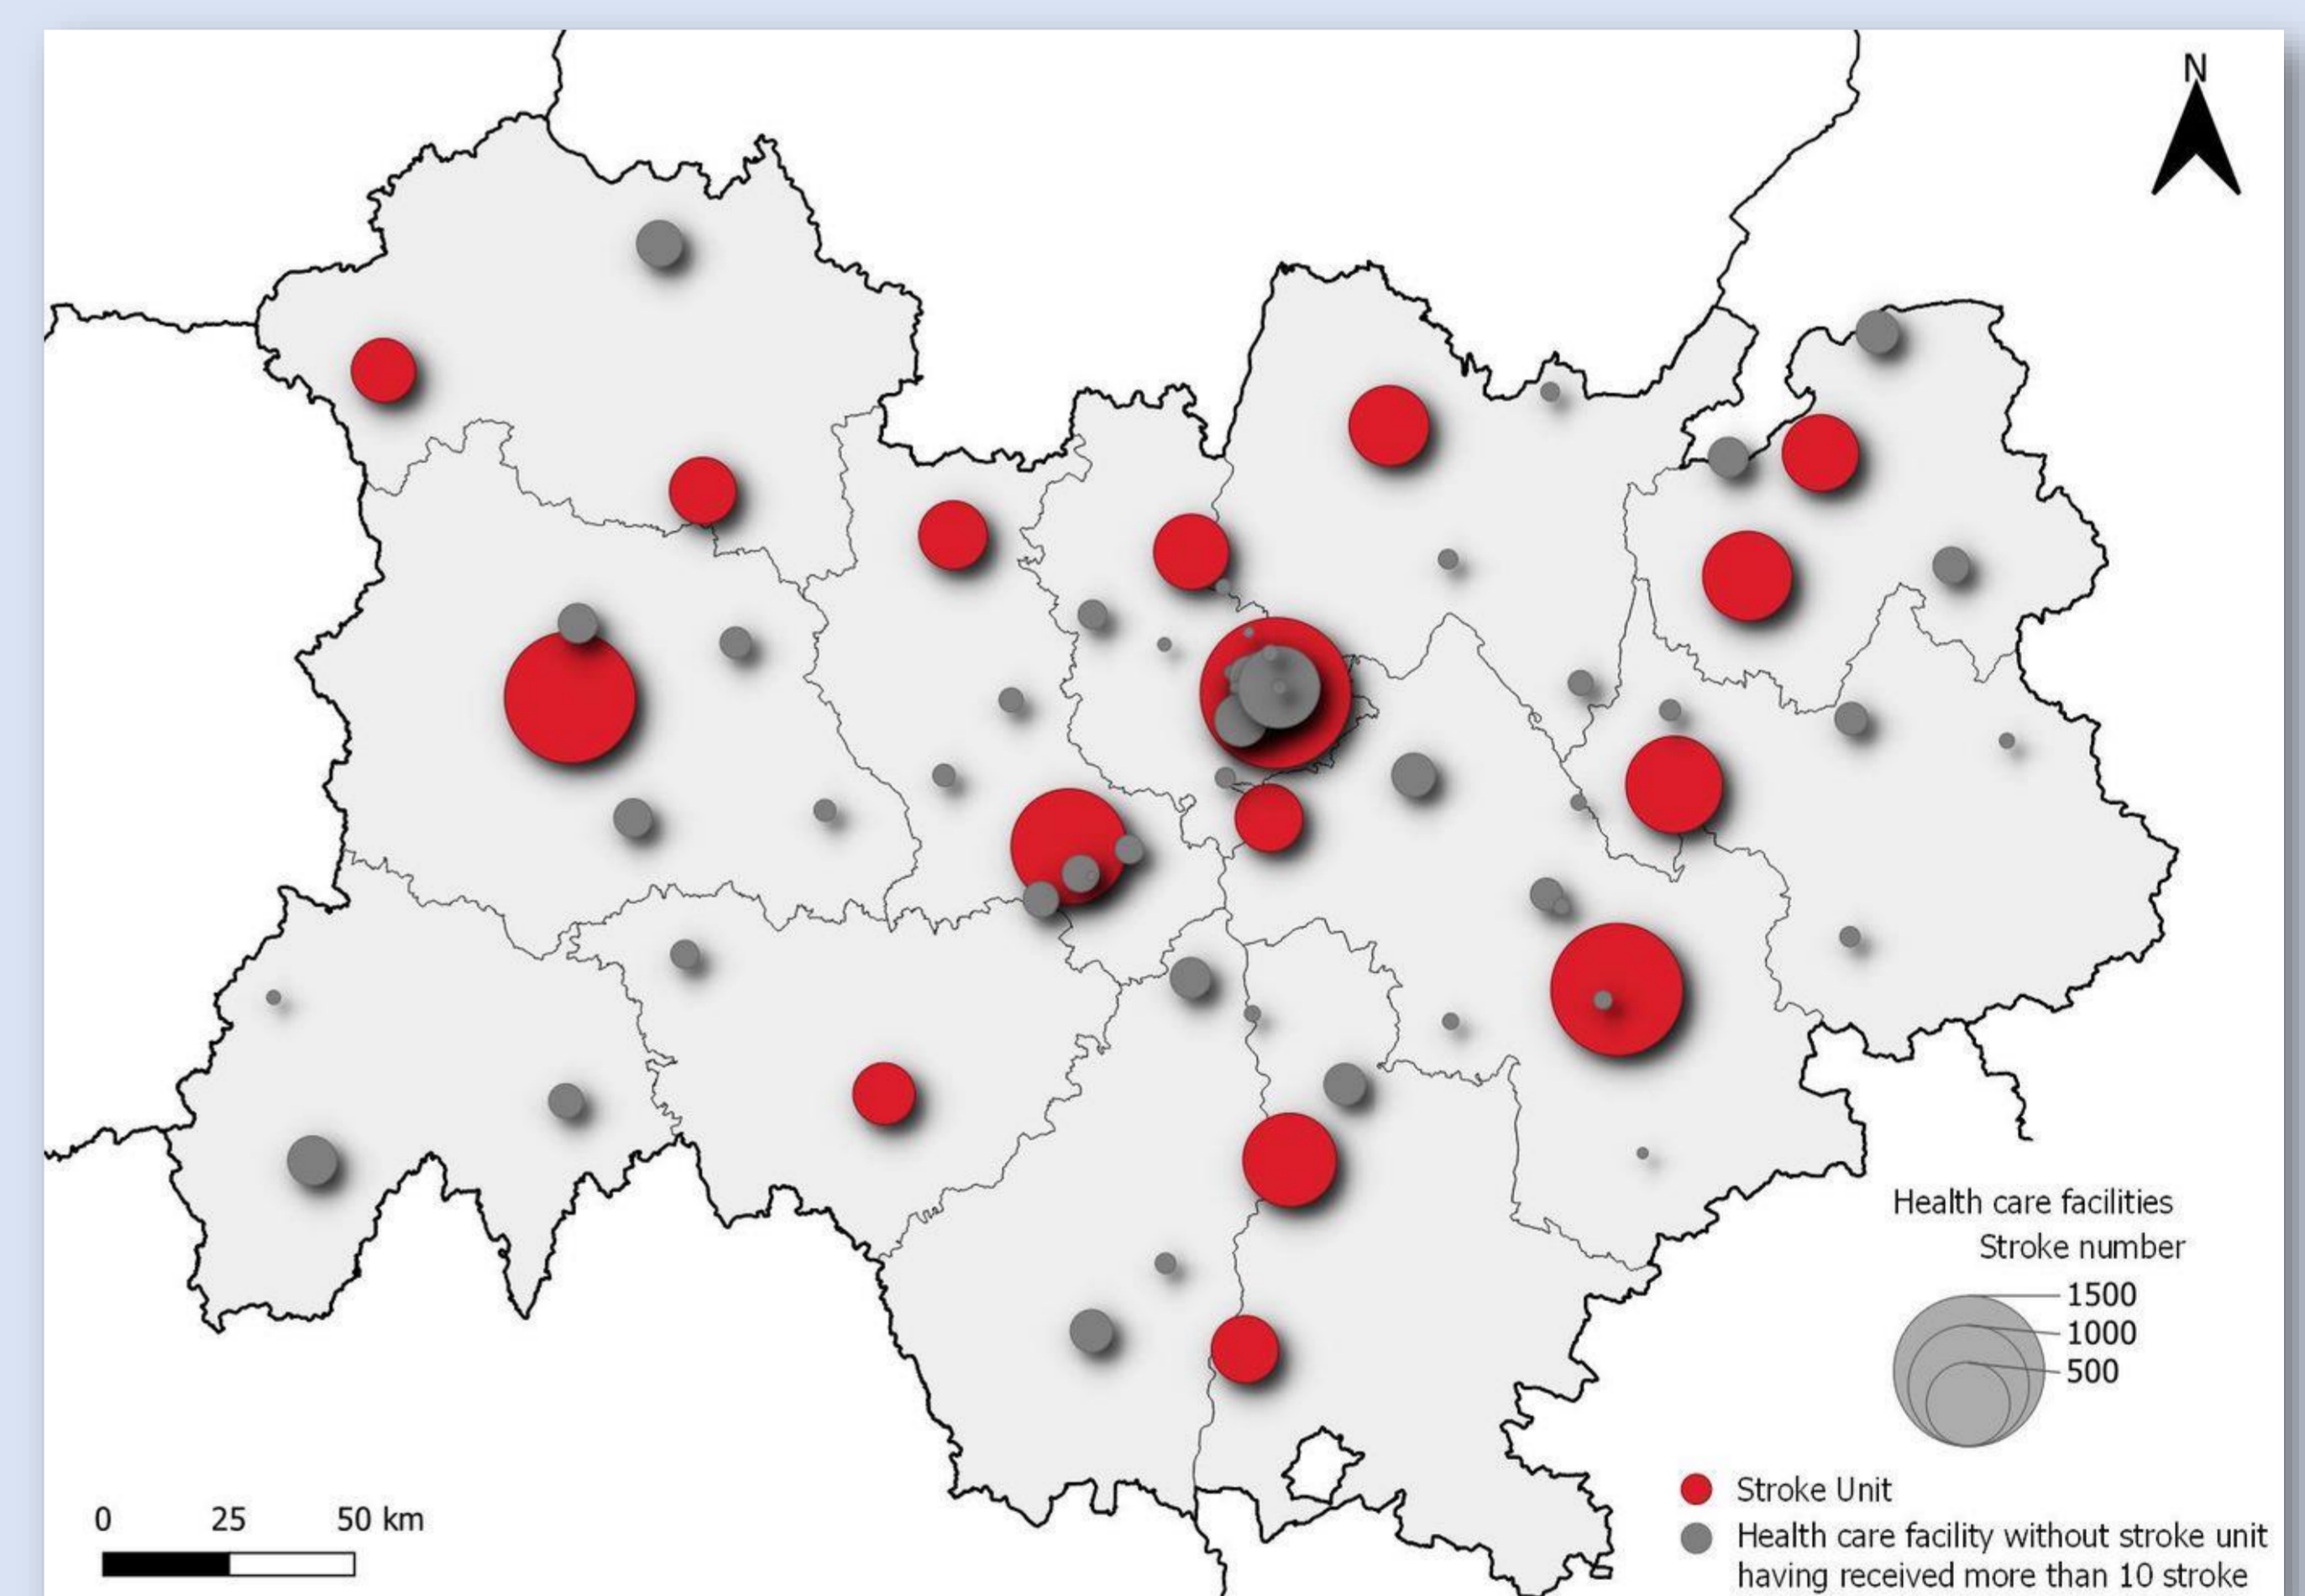 N
Health care facilities
Stroke number
1500
1000
500
0 25 50 km
Stroke Unit
Health care facility without stroke unit
having received more than 10 stroke